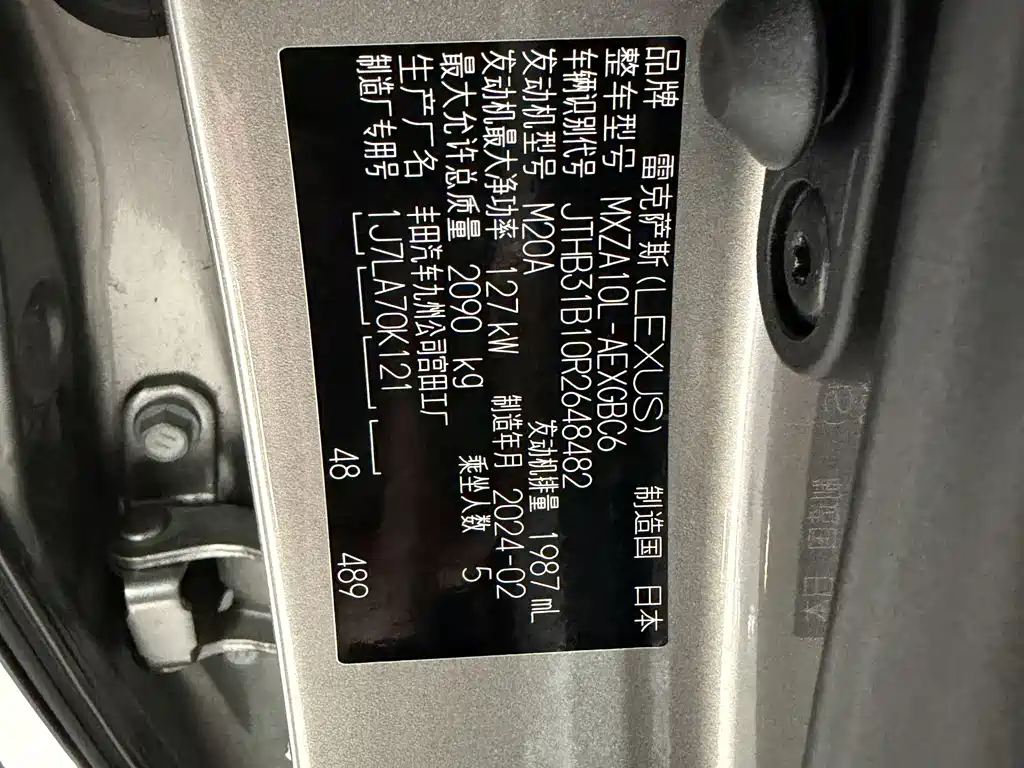 品牌 雷克萨斯(LEXUS) 制造国 日本
整车型号 MXZA10L-AEXGBC6
车辆识别代号 JTHB31B10R2648482
发动机型号 M20A 发动机排量 1987 mL
发动机最大净功率 127 kW 制造年月 2024-02
最大允许总质量 2090 kg 乘坐人数 5
生产厂名 丰田汽车九州公司宫田工厂
制造厂专用号 1J7LA70K121
48 489